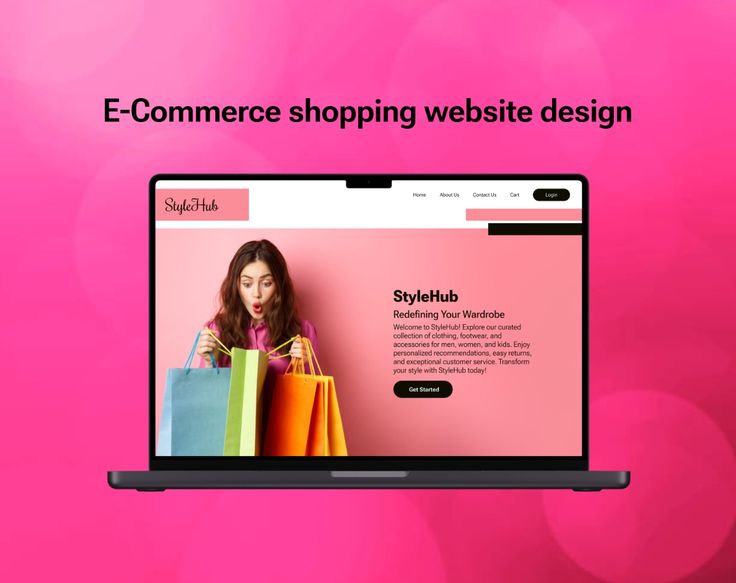 E-Commerce shopping website design
StyleHub
Home About Us Contact Us Cart Login
StyleHub
Redefining Your Wardrobe
Welcome to StyleHub! Explore our curated
collection of clothing, footwear, and
accessories for men, women, and kids. Enjoy
personalized recommendations, easy returns,
and exceptional customer service. Transform
your style with StyleHub today!
Get Started